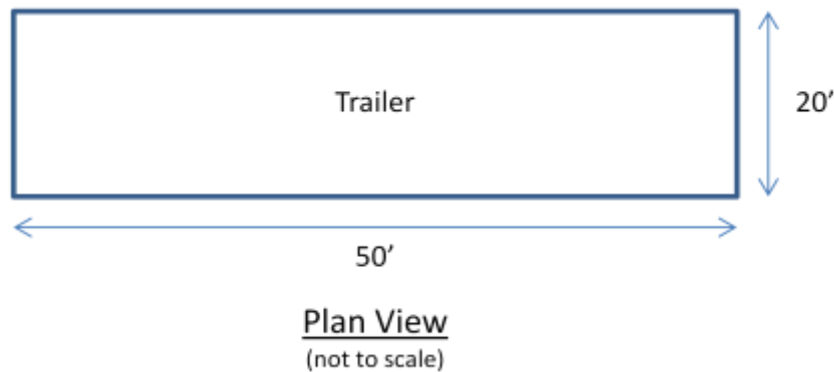 Trailer
20’
50’
Plan View
(not to scale)